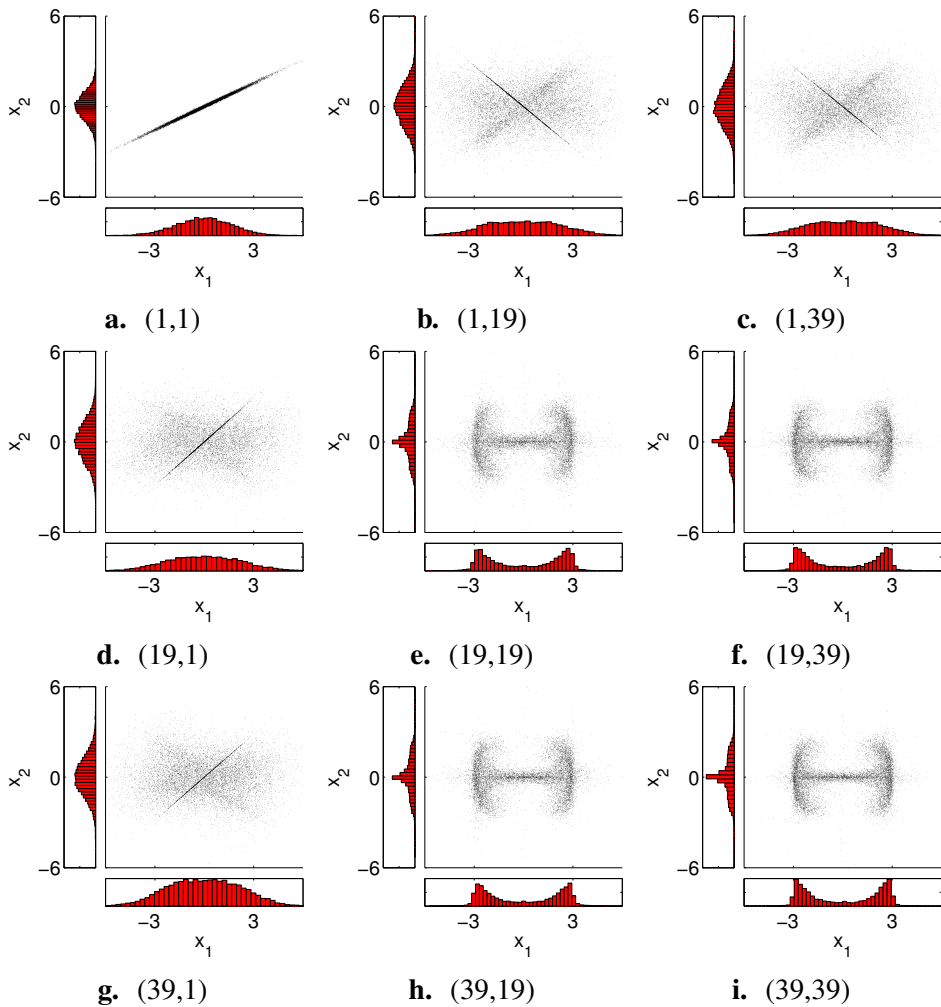 6
6
6
x2
0
x2
0
x2
0
−6
−6
−6
−3 3
−3 3
−3 3
x1
x1
x1
a. (1,1)
b. (1,19)
c. (1,39)
6
6
6
x2
0
x2
0
x2
0
−6
−6
−6
−3 3
−3 3
−3 3
x1
x1
x1
d. (19,1)
e. (19,19)
f. (19,39)
6
6
6
x2
0
x2
0
x2
0
−6
−6
−6
−3 3
−3 3
−3 3
x1
x1
x1
g. (39,1)
h. (39,19)
i. (39,39)